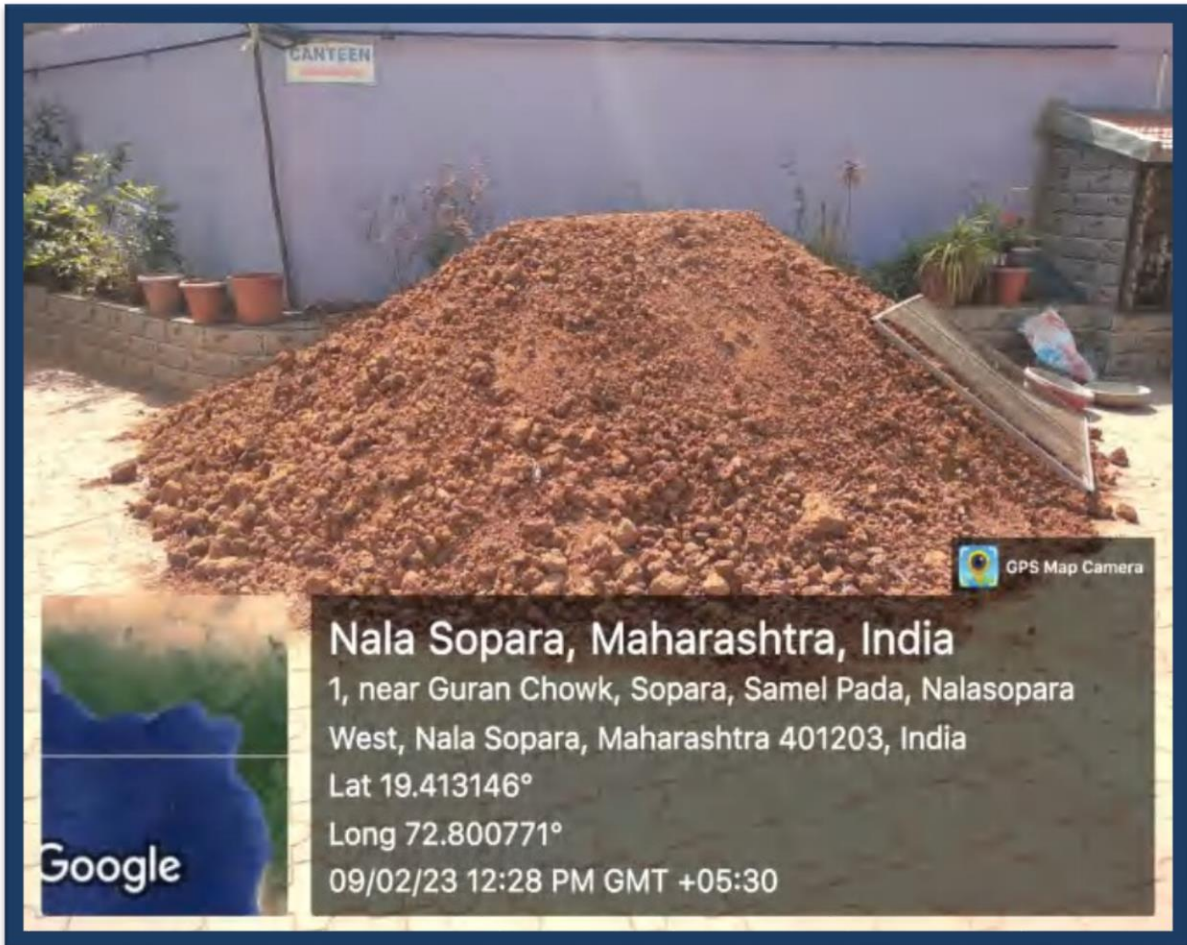 CANTEEN
GPS Map Camera
Nala Sopara, Maharashtra, India
1, near Guran Chowk, Sopara, Samel Pada, Nalasopara
West, Nala Sopara, Maharashtra 401203, India
Lat 19.413146°
Long 72.800771°
09/02/23 12:28 PM GMT +05:30
Google